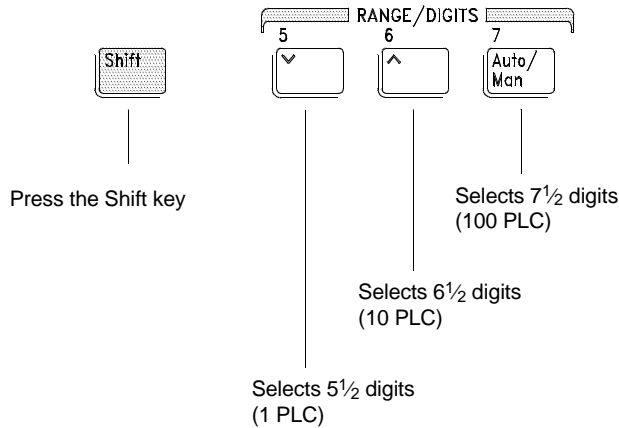 RANGE/DIGITS
5 6 7
Shift
Auto/
Man
Press the Shift key
Selects 7½ digits
(100 PLC)
Selects 6½ digits
(10 PLC)
Selects 5½ digits
(1 PLC)